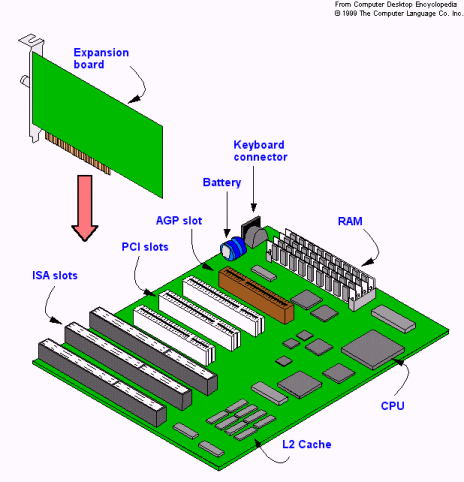 From Computer Desktop Encyclopedia
© 1999 The Computer Language Co. Inc.
Expansion
board
Keyboard
connector
Battery
AGP slot
RAM
PCI slots
ISA slots
CPU
L2 Cache